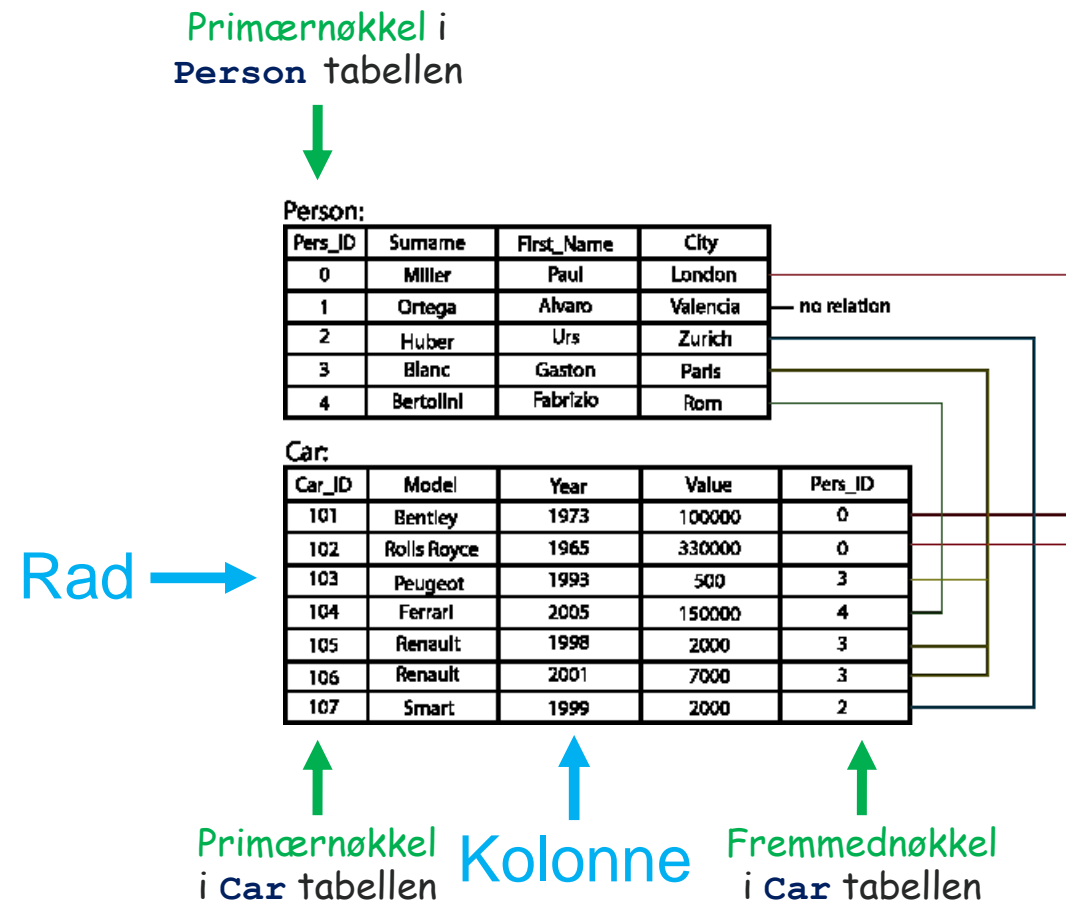 Primærnøkkel i
Person tabellen
Person:
Pers_ID Surname First_Name City
0 Miller Paul London
1 Ortega Alvaro Valencia no relation
2 Huber Urs Zurich
3 Blanc Gaston Paris
4 Bertolini Fabrizio Rom
Car:
Car_ID Model Year Value Pers_ID
101 Bentley 1973 100000 0
102 Rolls Royce 1965 330000 0
Rad 103 Peugeot 1993 500 3
104 Ferrari 2005 150000 4
105 Renault 1998 2000 3
106 Renault 2001 7000 3
107 Smart 1999 2000 2
Primærnøkkel
i Car tabellen
Kolonne
Fremmednøkkel
i Car tabellen